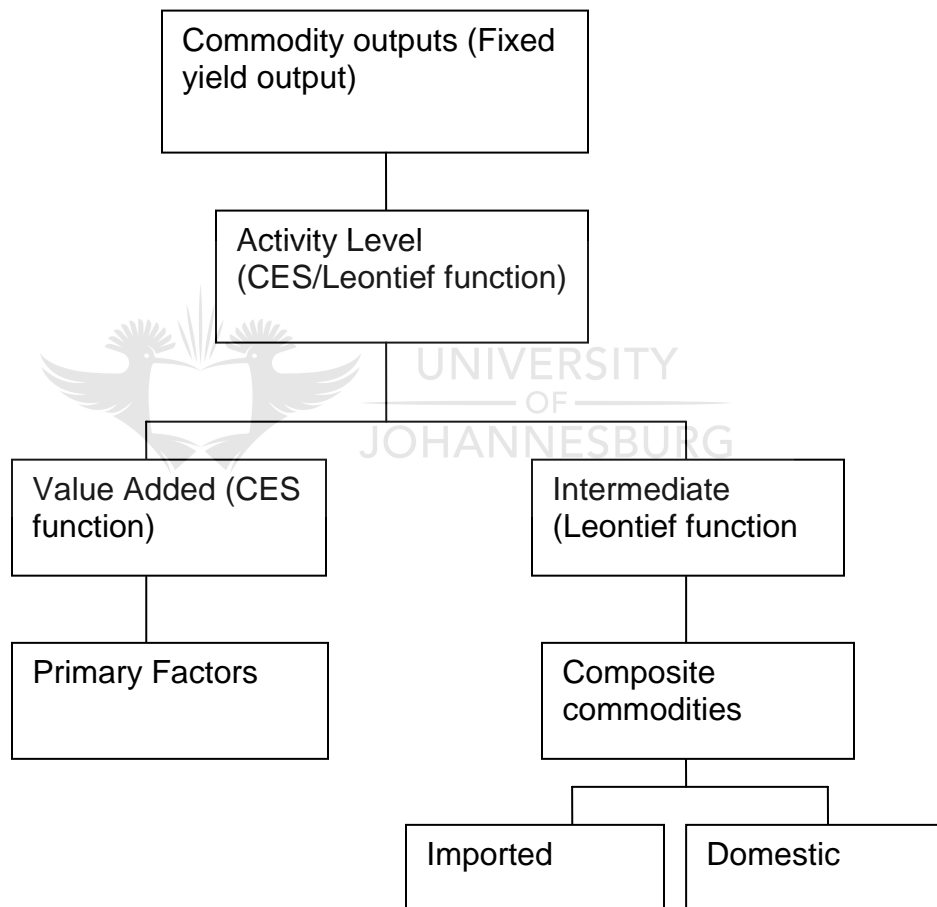 Commodity outputs (Fixed
yield output)
Activity Level
(CES/Leontief function)
UNIVERSITY
OF
JOHANNESBURG
Value Added (CES
function)
Intermediate
(Leontief function
Primary Factors
Composite
commodities
Imported
Domestic